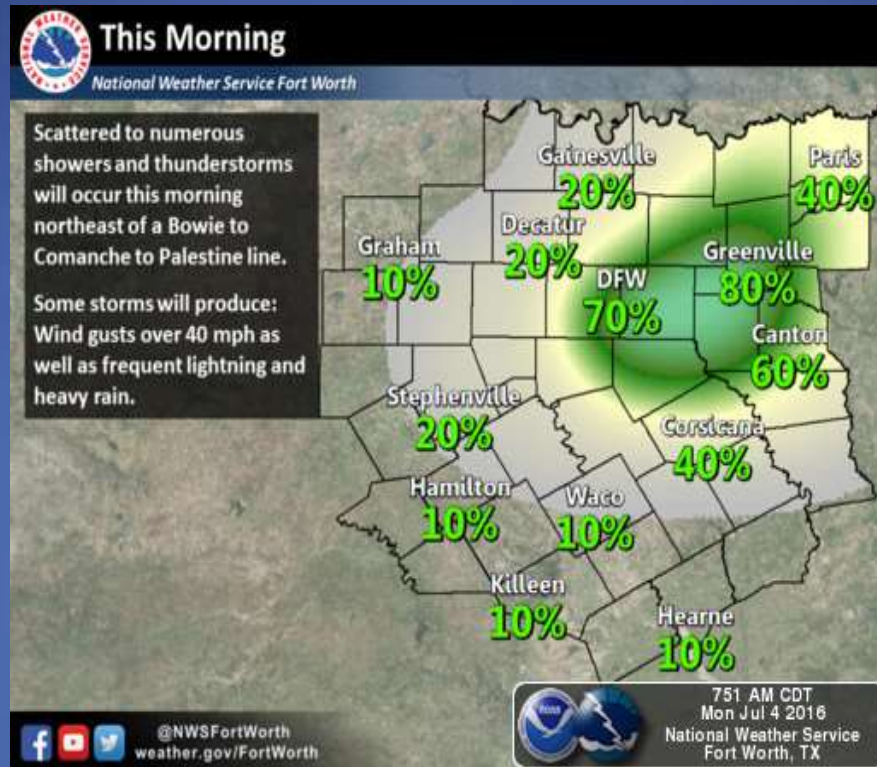 This Morning
National Weather Service Fort Worth
Scattered to numerous
showers and thunderstorms
will occur this morning
northeast of a Bowie to
Comanche to Palestine line.
Some storms will produce:
Wind gusts over 40 mph as
well as frequent lightning and
heavy rain.
Gainesville
20%
Paris
40%
Decatur
20%
Graham
10%
Greenville
80%
DFW
70%
Canton
60%
Stephenville
20%
Corsicana
40%
Hamilton
10%
Waco
10%
Killeen
10%
Hearne
10%
@NWSFortWorth
weather.gov/FortWorth
751 AM CDT
Mon Jul 4 2016
National Weather Service
Fort Worth, TX
NATIONAL WEATHER SERVICE